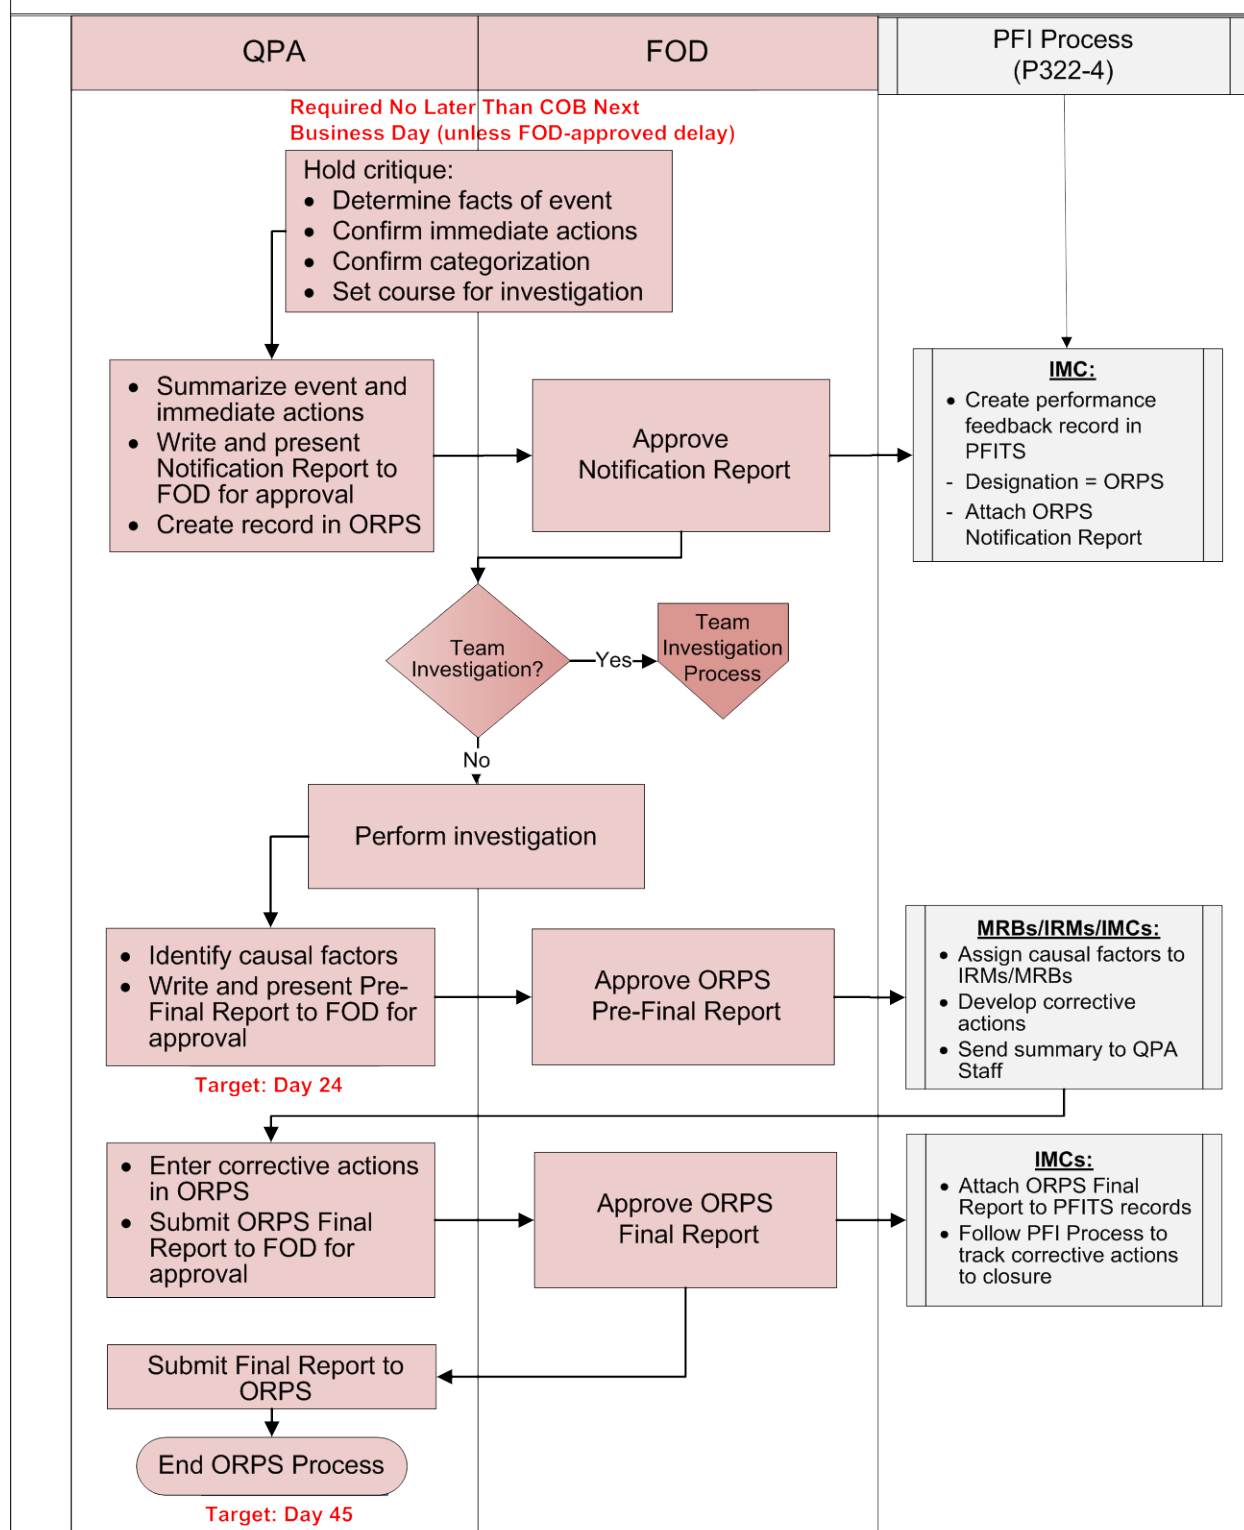 QPA
FOD
PFI Process
(P322-4)
Required No Later Than COB Next
Business Day (unless FOD-approved delay)
Hold critique:
• Determine facts of event
• Confirm immediate actions
• Confirm categorization
• Set course for investigation
• Summarize event and
immediate actions
• Write and present
Notification Report to
FOD for approval
• Create record in ORPS
Approve
Notification Report
IMC:
• Create performance
feedback record in
PFITS
- Designation = ORPS
- Attach ORPS
Notification Report
Team
Investigation?
Yes
Team
Investigation
Process
No
Perform investigation
• Identify causal factors
• Write and present Pre-
Final Report to FOD for
approval
Target: Day 24
Approve ORPS
Pre-Final Report
MRBs/IRMs/IMCs:
• Assign causal factors to
IRMs/MRBs
• Develop corrective
actions
• Send summary to QPA
Staff
• Enter corrective actions
in ORPS
• Submit ORPS Final
Report to FOD for
approval
Approve ORPS
Final Report
IMCs:
• Attach ORPS Final
Report to PFITS records
• Follow PFI Process to
track corrective actions
to closure
Submit Final Report to
ORPS
End ORPS Process
Target: Day 45